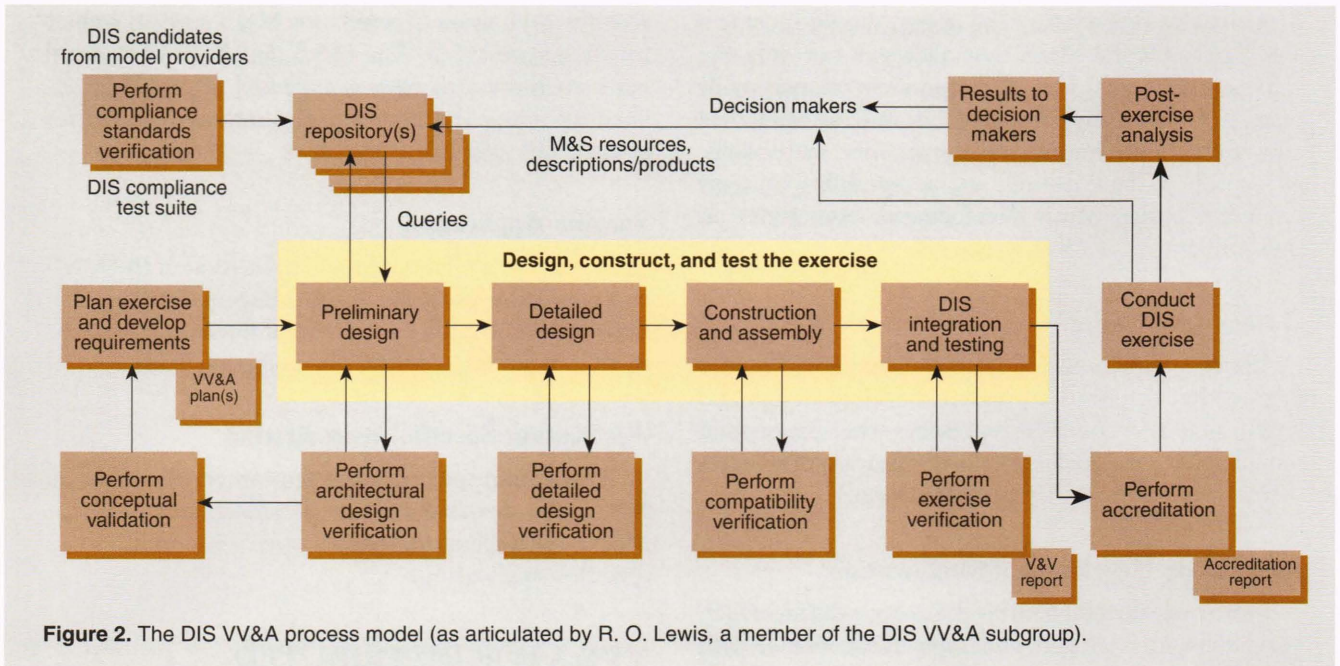 DIS candidates
from model providers
Perform
compliance
standards
verification
DIS compliance
test suite
DIS
repository(s)
Queries
Decision makers
M&S resources,
descriptions/products
Results to
decision
makers
Post-
exercise
analysis
Design, construct, and test the exercise
Plan exercise
and develop
requirements
VV&A
plan(s)
Preliminary
design
Detailed
design
Construction
and assembly
DIS
integration
and testing
Conduct
DIS
exercise
Perform
conceptual
validation
Perform
architectural
design
verification
Perform
detailed
design
verification
Perform
compatibility
verification
Perform
exercise
verification
V&V
report
Perform
accreditation
Accreditation
report
Figure 2. The DIS VV&A process model (as articulated by R. O. Lewis, a member of the DIS VV&A subgroup).